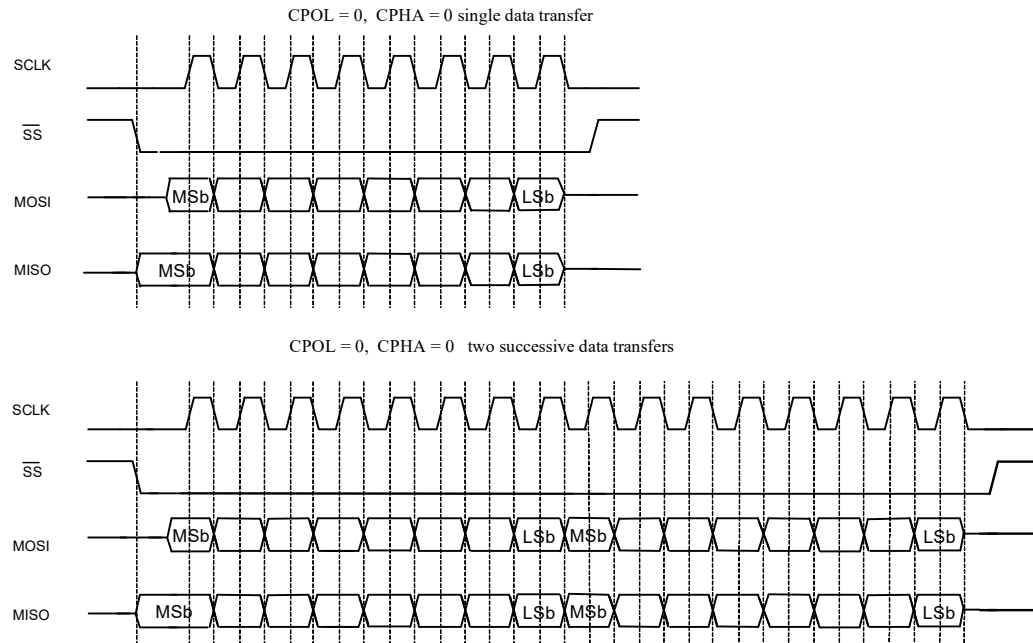 CPOL = 0, CPHA = 0 single data transfer
SCLK
SS
MOSI MSb LSb
MISO MSb LSb
CPOL = 0, CPHA = 0 two successive data transfers
SCLK
SS
MOSI MSb LSb MSb LSb
MISO MSb LSb MSb LSb